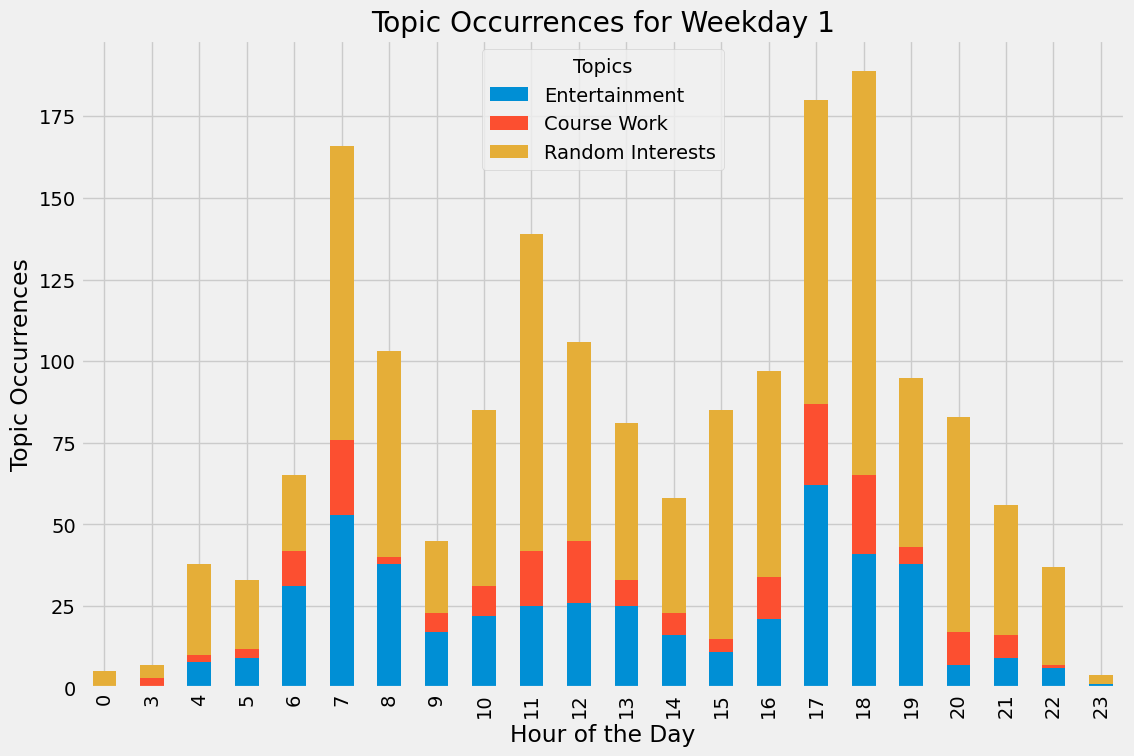 Topic Occurrences for Weekday 1
Topics
Entertainment
Course Work
Random Interests
Topic Occurrences
175
150
125
100
75
50
25
0
0 3 4 5 6 7 8 9 10 11 12 13 14 15 16 17 18 19 20 21 22 23
Hour of the Day